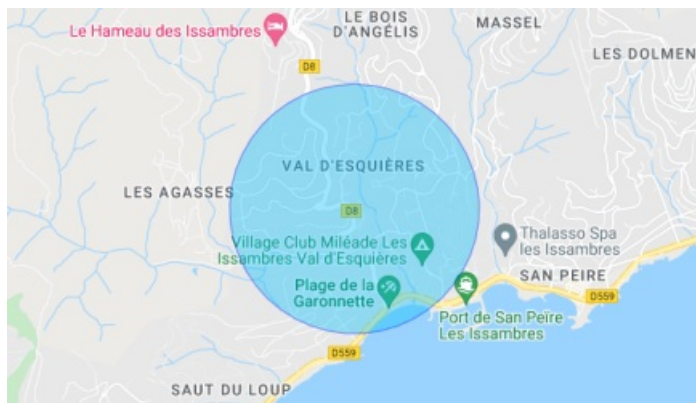 LE BOIS
D'ANGÉLIS
MASSEL
Le Hameau des Issambres
LES DOLMEN
D8
VAL D'ESQUIÈRES
LES AGASSES
D8
Village Club Miléade Les
Issambres Val d'Esquières
Thalasso Spa
les Issambres
Plage de la
Garonnette
SAN PEIRE
D559
Port de San Peïre
Les Issambres
D559
SAUT DU LOUP